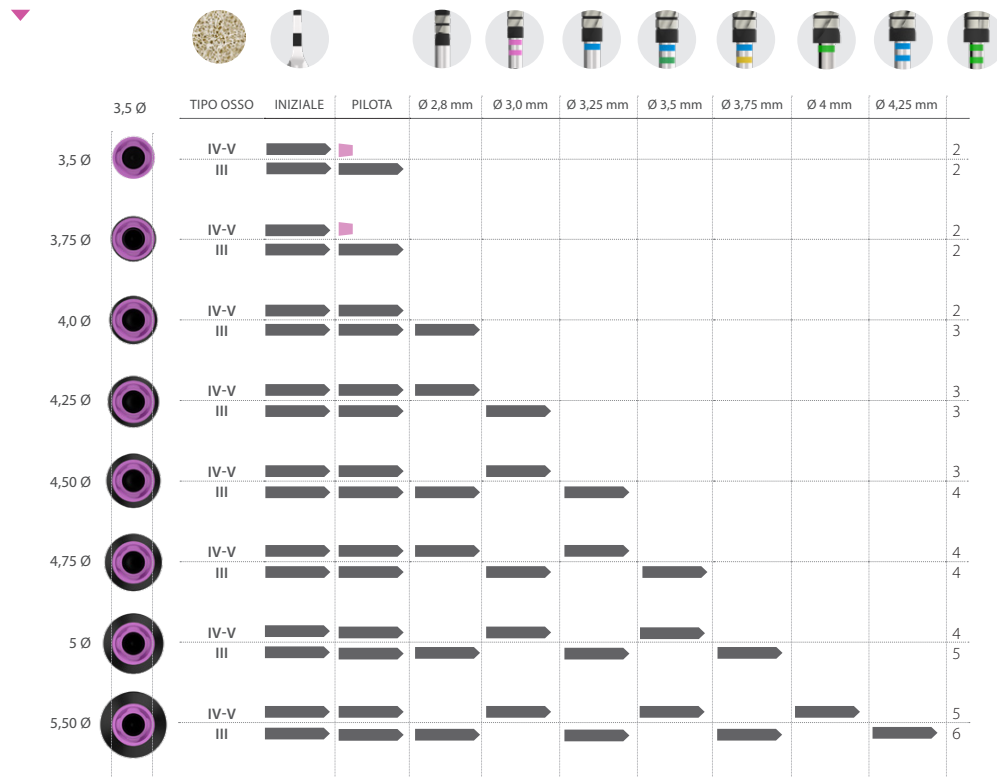 3,5 Ø TIPO OSSO INIZIALE PILOTA Ø 2,8 mm Ø 3,0 mm Ø 3,25 mm Ø 3,5 mm Ø 3,75 mm Ø 4 mm Ø 4,25 mm
3,5 Ø
IV-V 2
III 2
3,75 Ø
IV-V 2
III 2
4,0 Ø
IV-V 2
III 3
4,25 Ø
IV-V 3
III 3
4,50 Ø
IV-V 3
III 4
4,75 Ø
IV-V 4
III 4
5 Ø
IV-V 4
III 5
5,50 Ø
IV-V 5
III 6